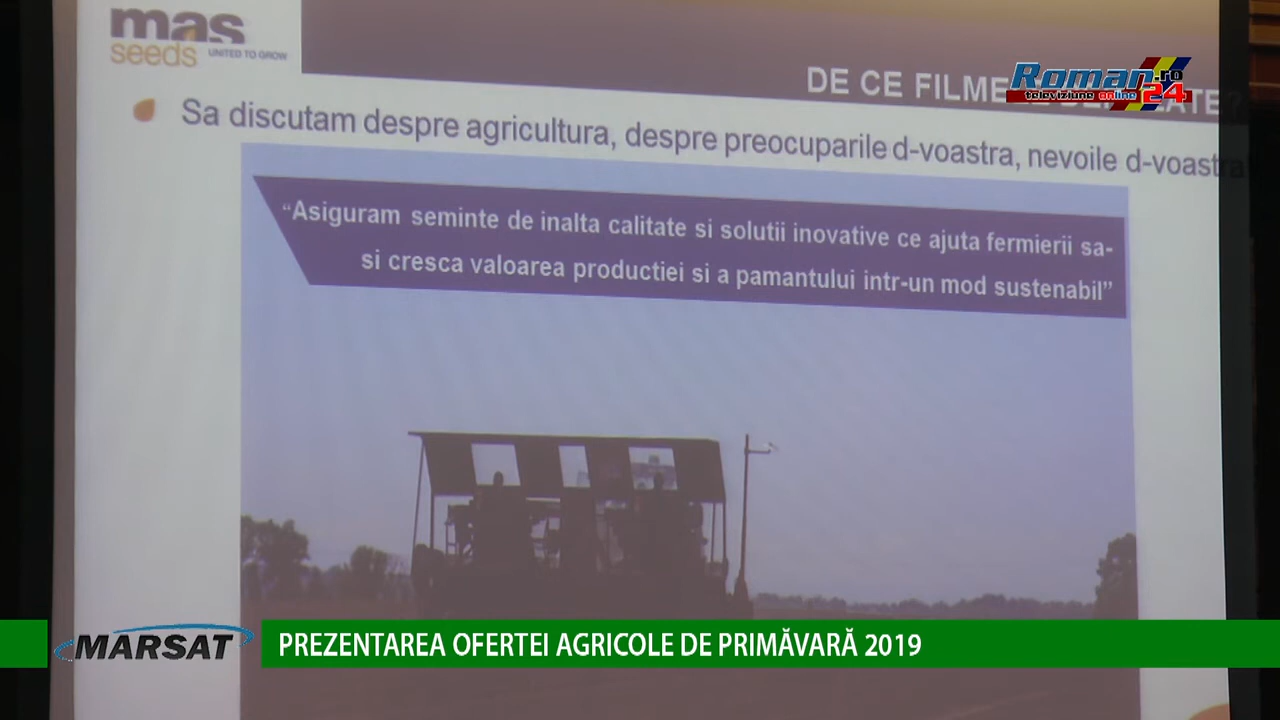 mas
seeds UNITED TO GROW
Roman.ro
televiziune online 24
DE CE FILME
Sa discutam despre agricultura, despre preocuparile d-voastra, nevoile d-voastra
“Asiguram seminte de inalta calitate si solutii inovative ce ajuta fermierii sa-
si cresca valoarea productiei si a pamantului intr-un mod sustenabil”
MARSAT
PREZENTAREA OFERTEI AGRICOLE DE PRIMĂVARĂ 2019